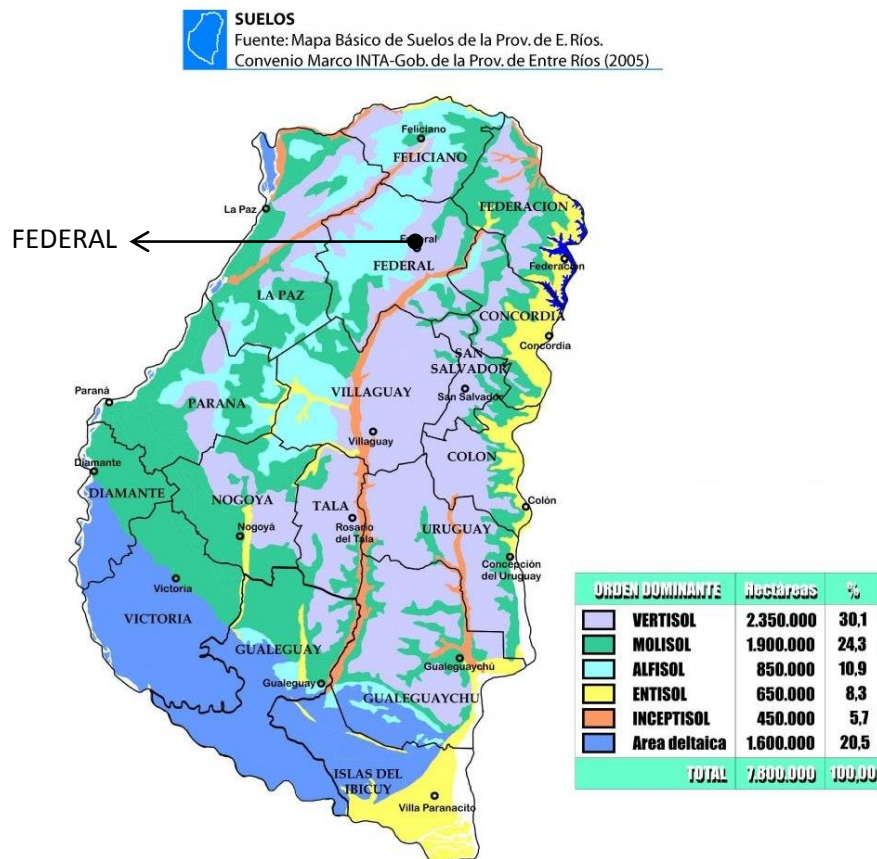 SUELOS
Fuente: Mapa Básico de Suelos de la Prov. de E. Ríos.
Convenio Marco INTA-Gob. de la Prov. de Entre Ríos (2005)
Feliciano
FELICIANO
FEDERACION
La Paz
FEDERAL
Federal
FEDERAL
Federación
LA PAZ
CONCORDIA
Concordia
SAN
SALVADOR
San Salvador
VILLAGUAY
Paraná
PARANA
Villaguay
COLON
Diamante
DIAMANTE
NOGOYA
TALA
Colón
Nogoyá
Rosario
del Tala
URUGUAY
Concepción
del Uruguay
Victoria
VICTORIA
GUALEGUAY
Gualeguay
Gualeguaychú
GUALEGUAYCHU
ISLAS DEL
IBICUY
Villa Paranacito
ORDEN DOMINANTE Hectáreas %
VERTISOL 2.350.000 30,1
MOLISOL 1.900.000 24,3
ALFISOL 850.000 10,9
ENTISOL 650.000 8,3
INCEPTISOL 450.000 5,7
Area deltaica 1.600.000 20,5
TOTAL 7.800.000 100,00